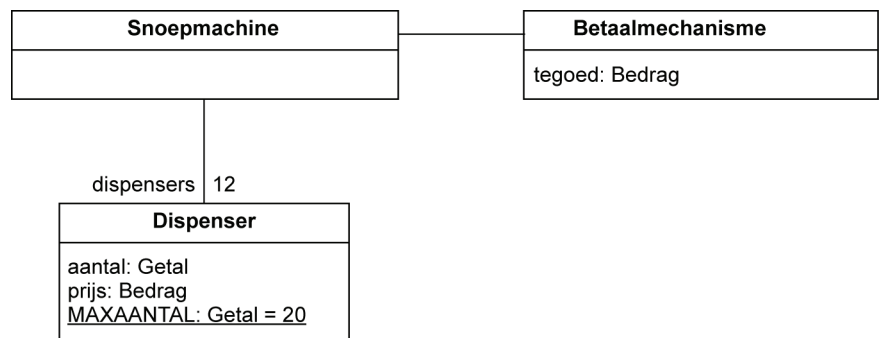 Snoepmachine
Betaalmechanisme
tegoed: Bedrag
dispensers 12
Dispenser
aantal: Getal
prijs: Bedrag
MAXAANTAL: Getal = 20